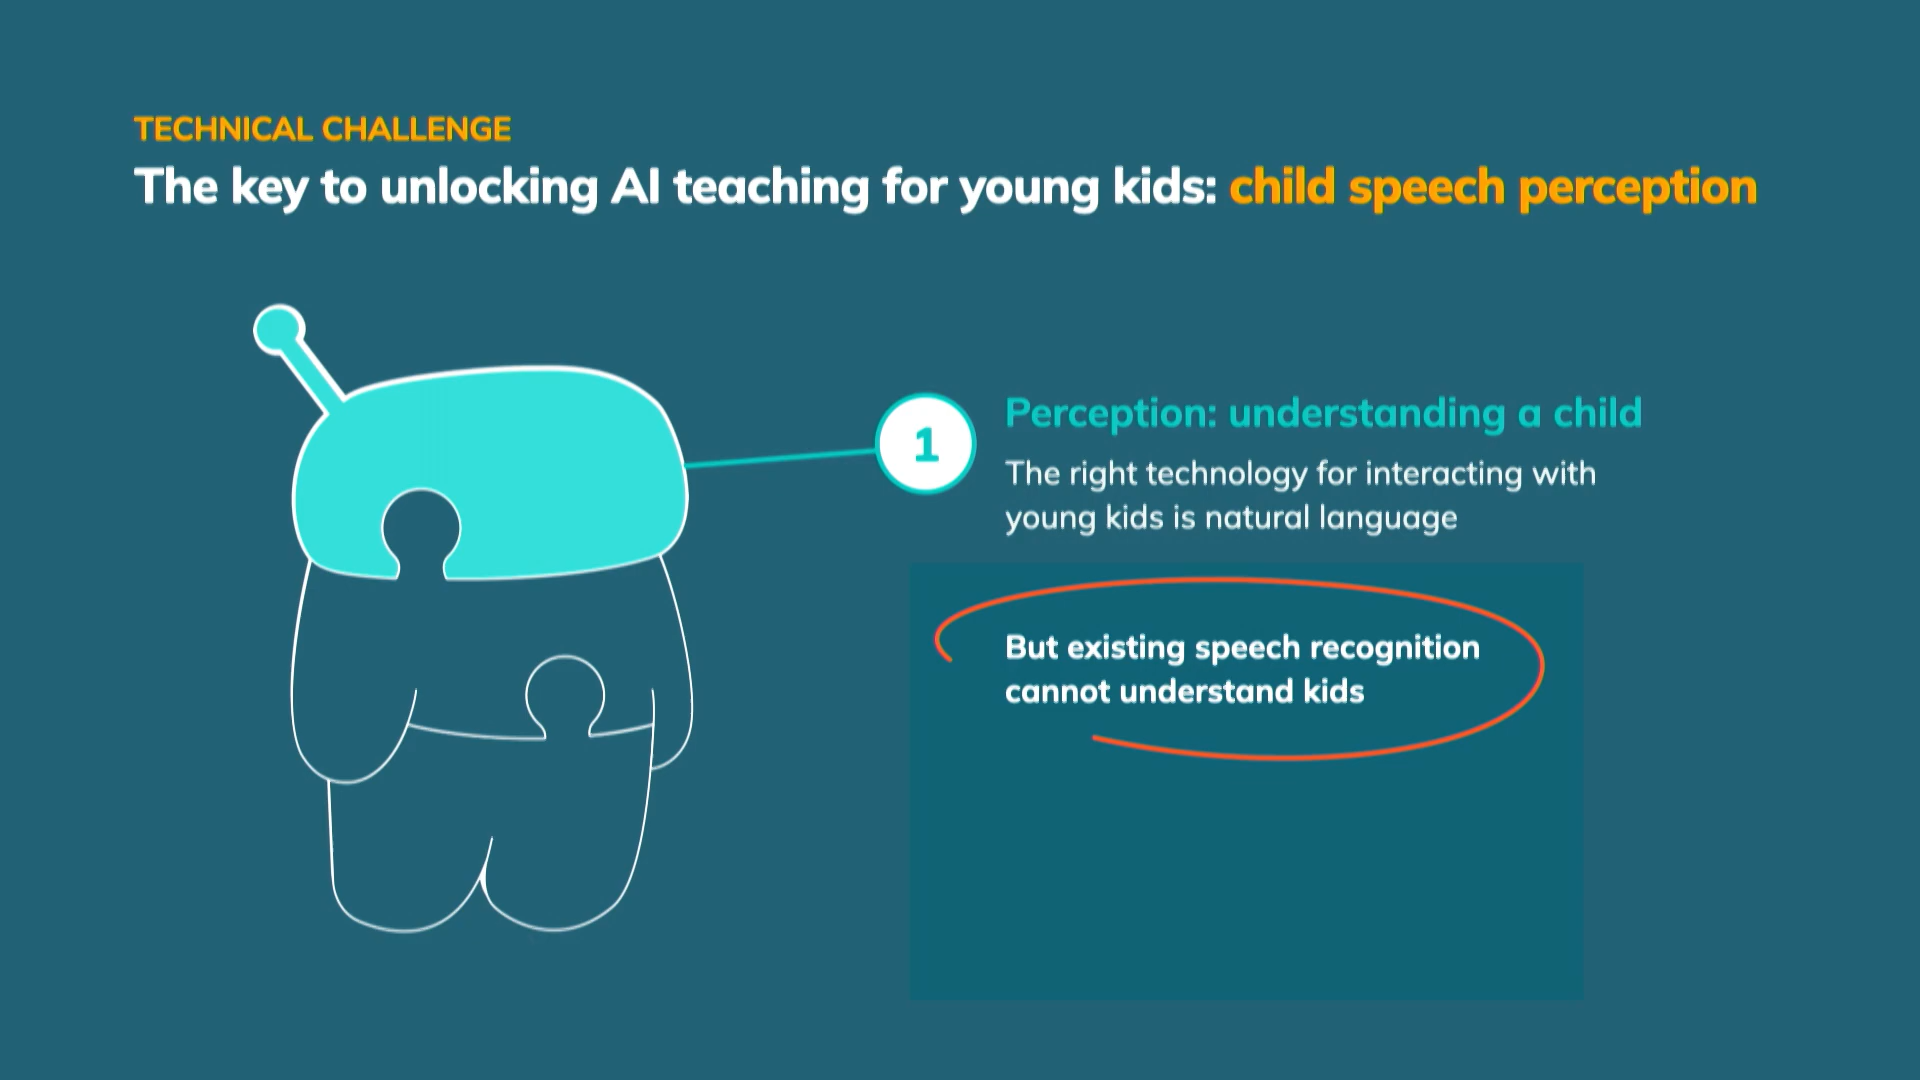 TECHNICAL CHALLENGE
The key to unlocking AI teaching for young kids: child speech perception
1
Perception: understanding a child
The right technology for interacting with
young kids is natural language
But existing speech recognition
cannot understand kids